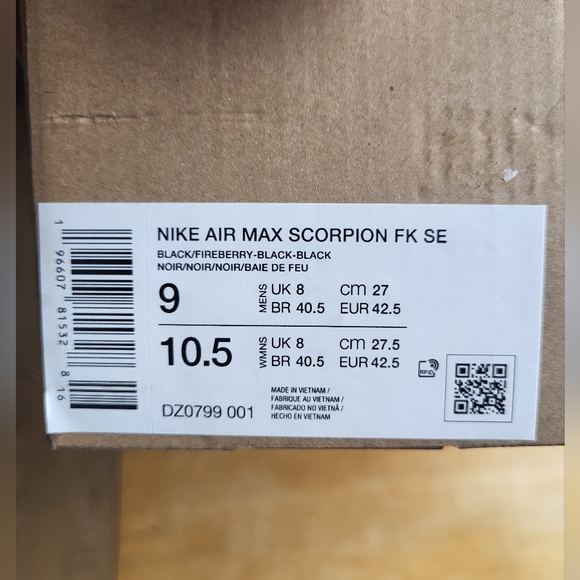 NIKE AIR MAX SCORPION FK SE
BLACK/FIREBERRY-BLACK-BLACK
NOIR/NOIR/NOIR/BAIE DE FEU
9 MENS UK 8 cm 27
BR 40.5 EUR 42.5
10.5 WMNS UK 8 cm 27.5
BR 40.5 EUR 42.5
RFID
DZ0799 001
MADE IN VIETNAM /
FABRIQUE AU VIETNAM /
FABRICADO NO VIETNÃ /
HECHO EN VIETNAM
1 96607 81532 8 16